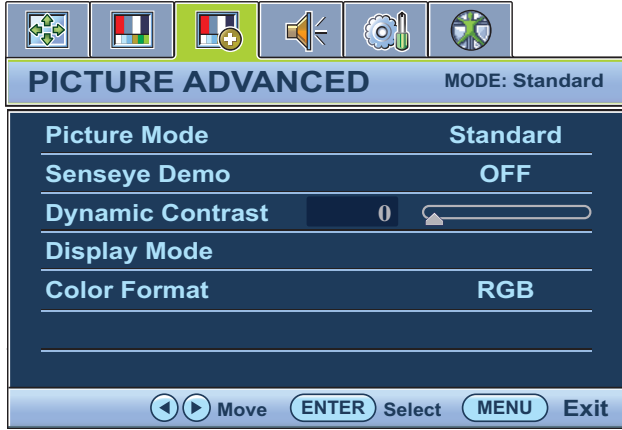 PICTURE ADVANCED MODE: Standard
Picture Mode Standard
Senseye Demo OFF
Dynamic Contrast 0
Display Mode
Color Format RGB
Move ENTER Select MENU Exit